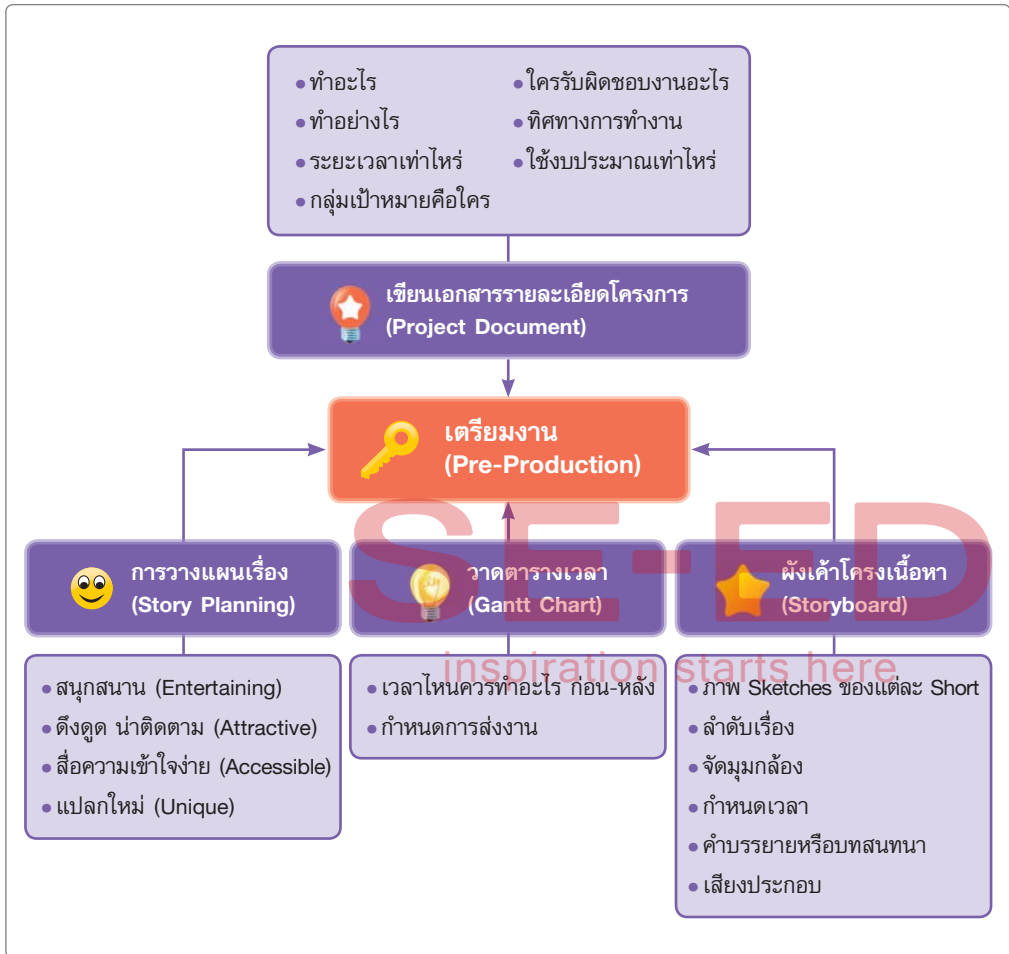 ทำอะไร
ทำอย่างไร
ระยะเวลาเท่าไหร่
กลุ่มเป้าหมายคือใคร
ใครรับผิดชอบงานอะไร
ทิศทางการทำงาน
ใช้งบประมาณเท่าไหร่
เขียนเอกสารรายละเอียดโครงการ
(Project Document)
เตรียมงาน
(Pre-Production)
การวางแผนเรื่อง
(Story Planning)
สนุกสนาน (Entertaining)
ดึงดูด น่าติดตาม (Attractive)
สื่อความเข้าใจง่าย (Accessible)
แปลกใหม่ (Unique)
วาดตารางเวลา
(Gantt Chart)
เวลาไหนควรทำอะไร ก่อน-หลัง
กำหนดการส่งงาน
ผังเค้าโครงเนื้อหา
(Storyboard)
ภาพ Sketches ของแต่ละ Short
ลำดับเรื่อง
จัดมุมกล้อง
กำหนดเวลา
คำบรรยายหรือบทสนทนา
เสียงประกอบ
SE-ED
inspiration starts here